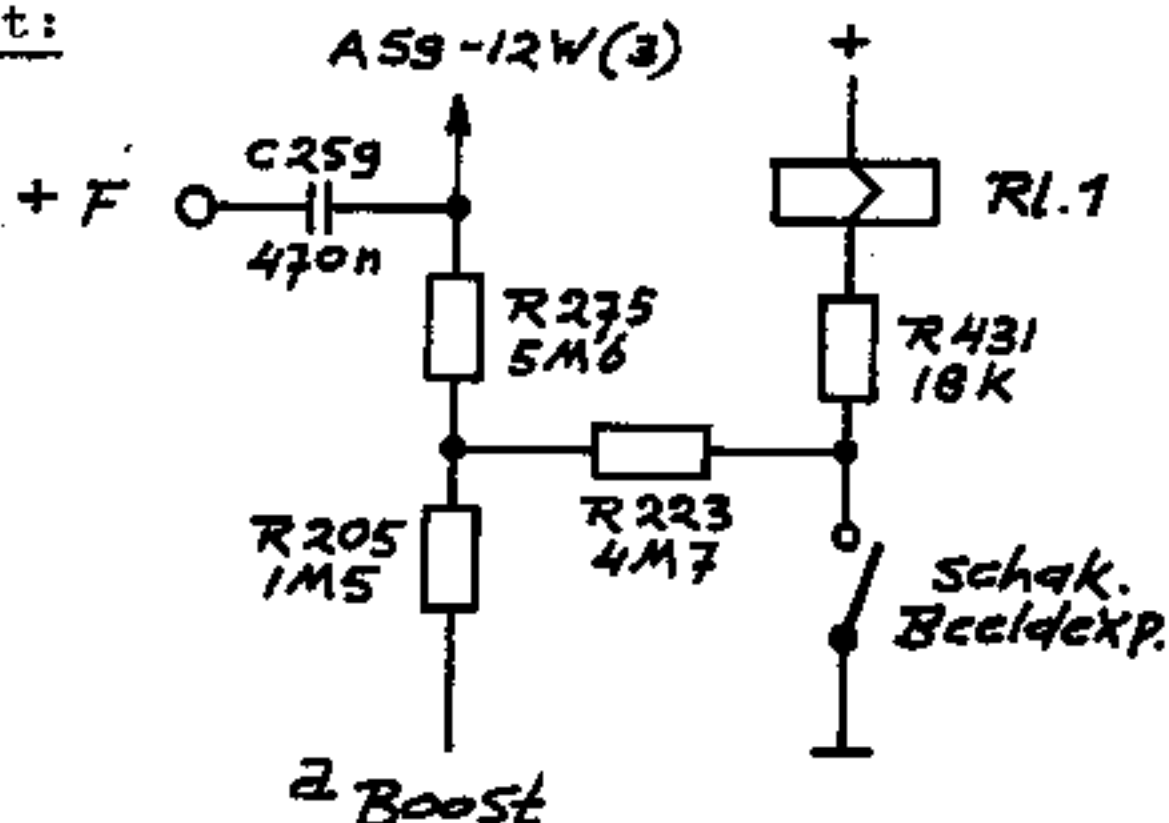 t:
A59-12W(3)
+
C259
+ F
470n
Rl.1
R275
5M6
R431
18K
R205
1M5
R223
4M7
schak.
Beeldexp.
a Boost